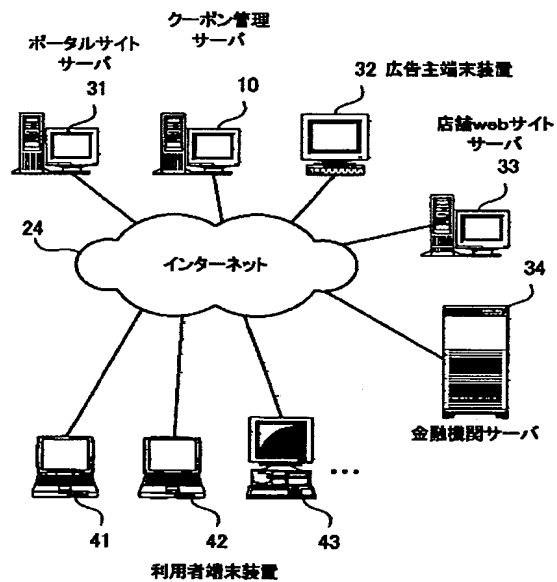 クーポン管理
サーバ
ポータルサイト
サーバ
31
10
32 広告主端末装置
店舗webサイト
サーバ
33
24
インターネット
34
金融機関サーバ
...
41
42
43
利用者端末装置